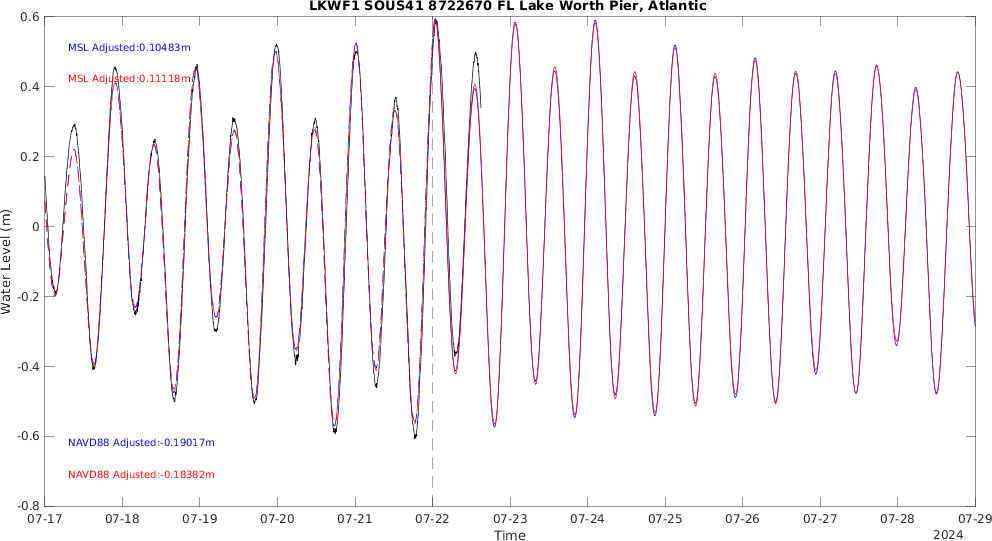 LKWF1 SOUS41 8722670 FL Lake Worth Pier, Atlantic
0.6
MSL Adjusted:0.10483m
MSL Adjusted:0.11118m
0.4
0.2
0
-0.2
-0.4
-0.6
-0.8
Water Level (m)
NAVD88 Adjusted:-0.19017m
NAVD88 Adjusted:-0.18382m
07-17 07-18 07-19 07-20 07-21 07-22 07-23 07-24 07-25 07-26 07-27 07-28 07-29
Time
2024